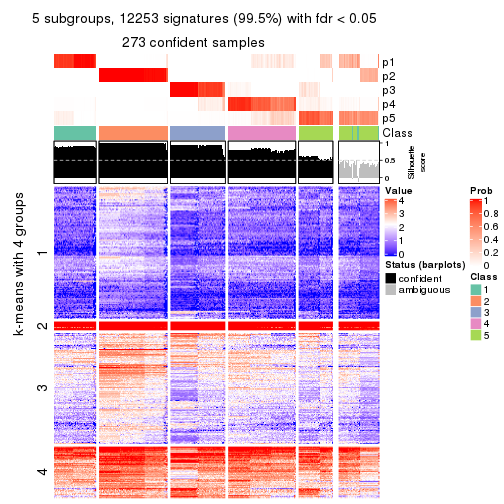 5 subgroups, 12253 signatures (99.5%) with fdr < 0.05
273 confident samples
p1
p2
p3
p4
p5
Class
1
0.5
0
Silhouette
score
k-means with 4 groups
1
2
3
4
Value
4
3
2
1
0
Status (barplots)
confident
ambiguous
Prob
1
0.8
0.6
0.4
0.2
0
Class
1
2
3
4
5